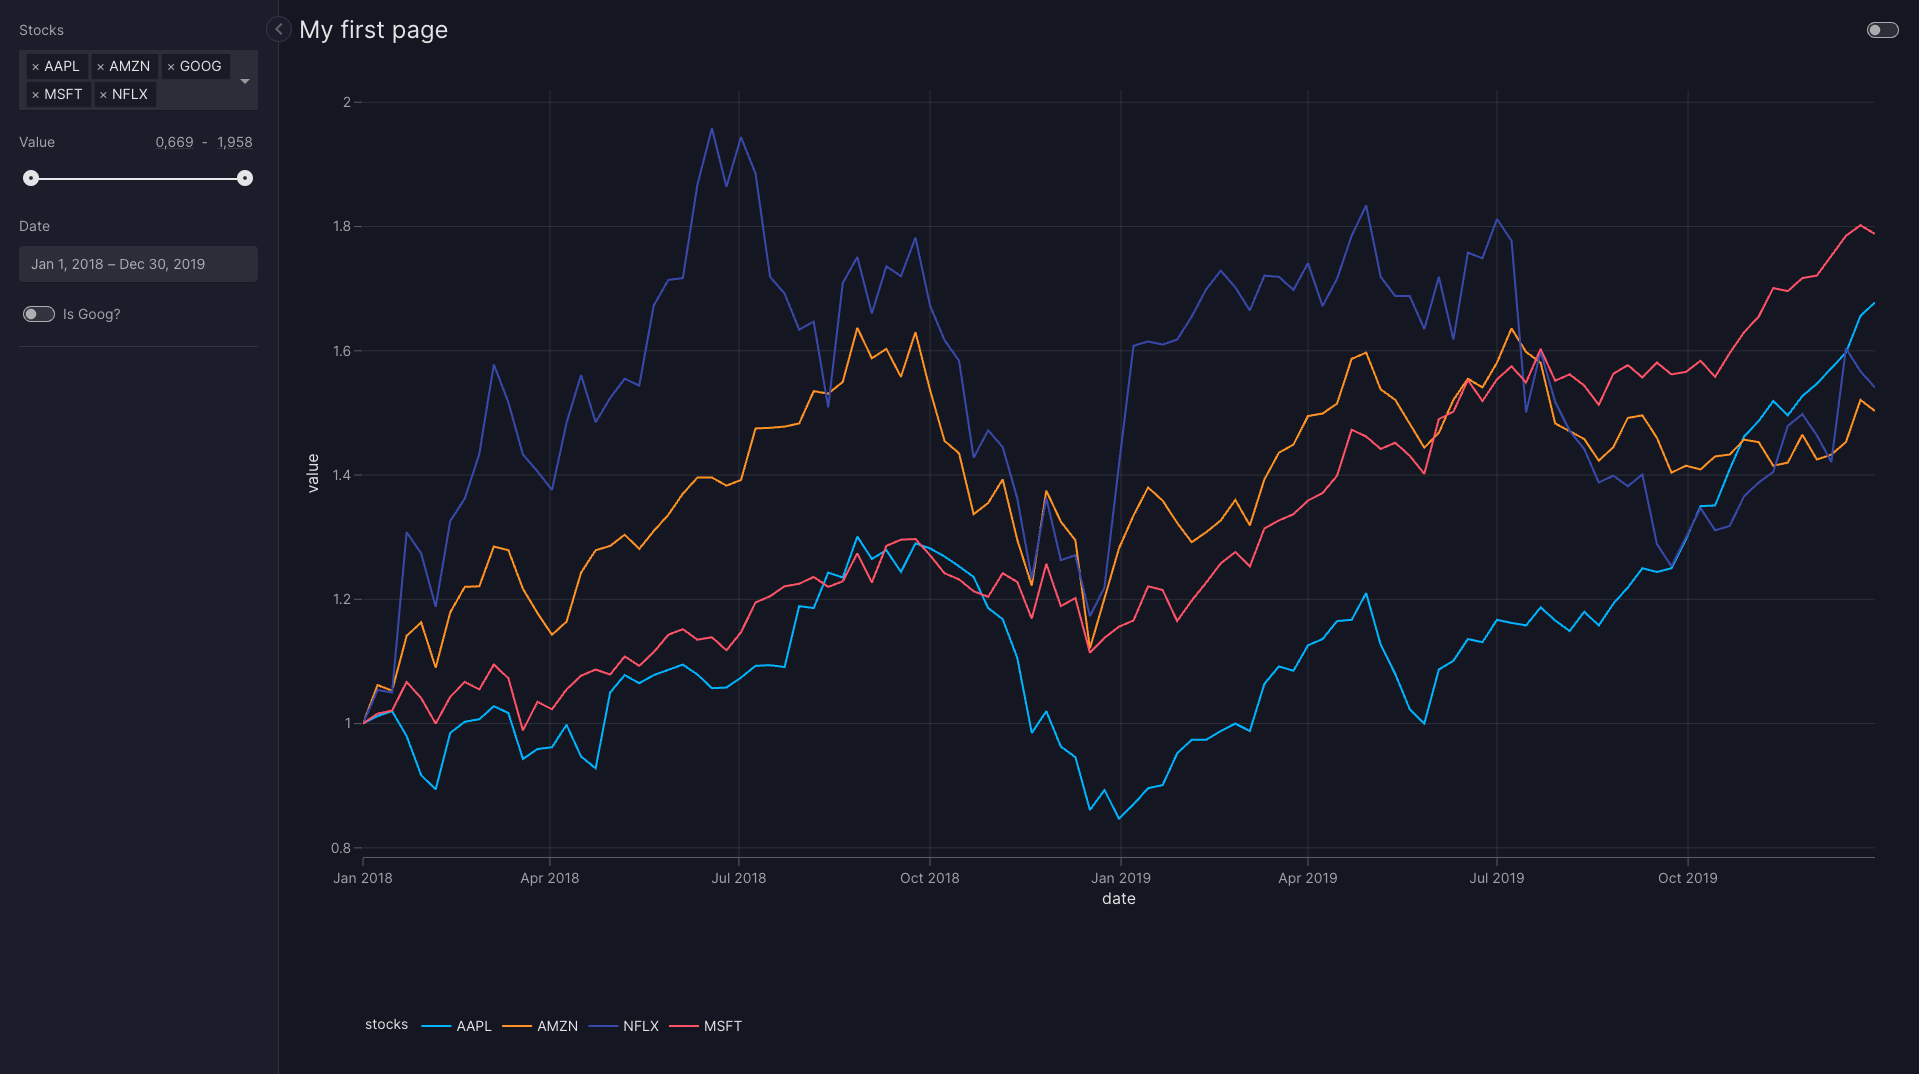 Stocks
× AAPL × AMZN × GOOG
× MSFT × NFLX
Value 0,669 - 1,958
Date
Jan 1, 2018 – Dec 30, 2019
Is Goog?
My first page
2
1.8
1.6
1.4
1.2
1
0.8
value
Jan 2018 Apr 2018 Jul 2018 Oct 2018 Jan 2019 Apr 2019 Jul 2019 Oct 2019
date
stocks AAPL AMZN NFLX MSFT